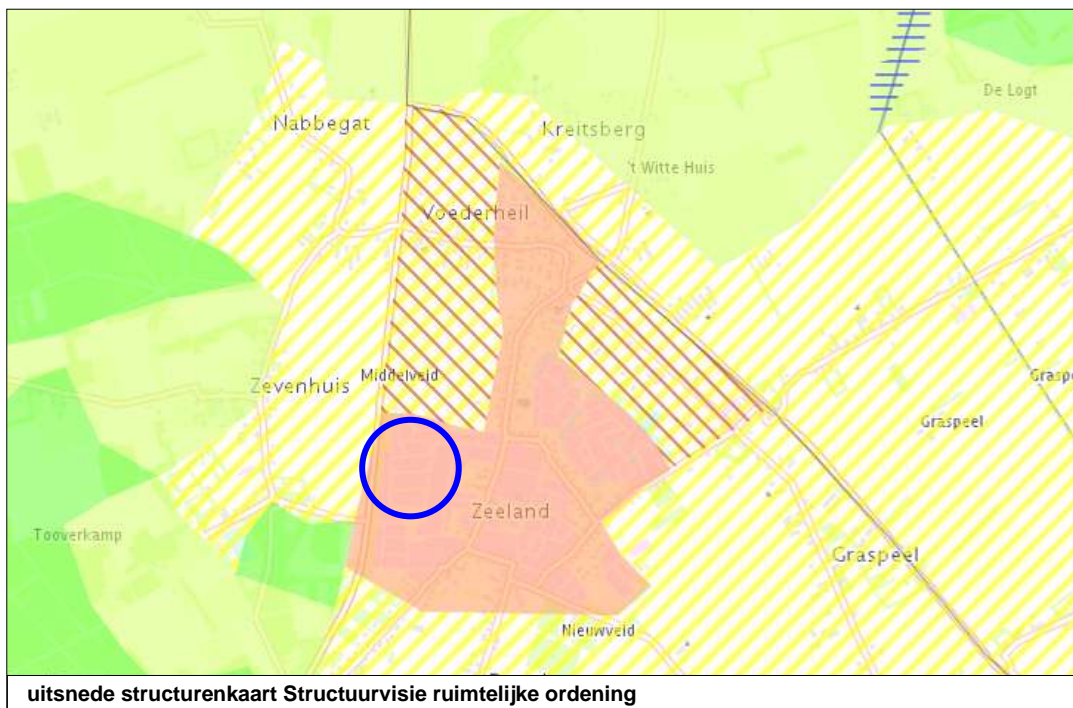 De Logt
Nabbegat
Kreitsberg
't Witte Huis
Voederheil
Zevenhuis
Middelveld
Graspeel
Zeeland
Tooverkamp
Graspeel
Nieuwveld
uitsnede structurenkaart Structuurvisie ruimtelijke ordening